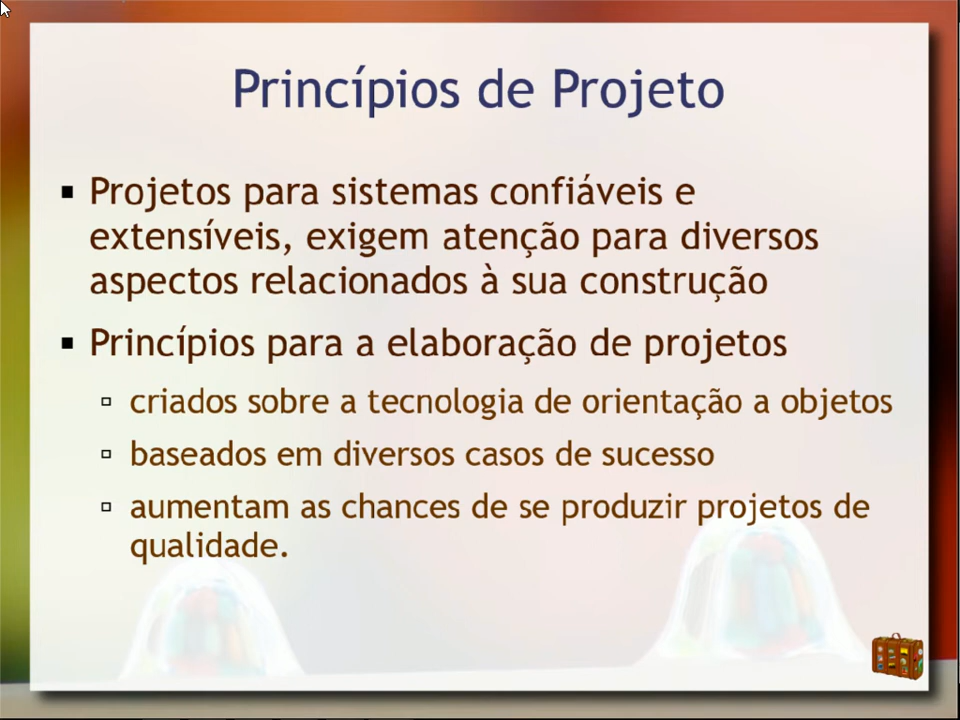 Princípios de Projeto
Projetos para sistemas confiáveis e
extensíveis, exigem atenção para diversos
aspectos relacionados à sua construção
Princípios para a elaboração de projetos
criados sobre a tecnologia de orientação a objetos
baseados em diversos casos de sucesso
aumentam as chances de se produzir projetos de
qualidade.